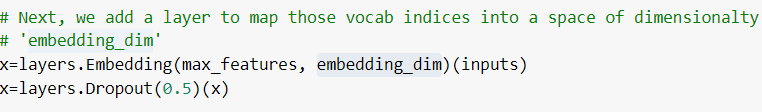 # Next, we add a layer to map those vocab indices into a space of dimensionalty
# 'embedding_dim'
x=layers.Embedding(max_features, embedding_dim)(inputs)
x=layers.Dropout(0.5)(x)